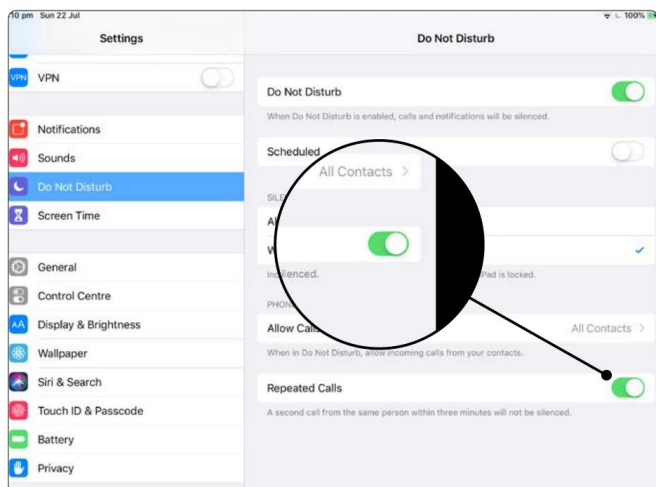 10 pm Sun 22 Jul
100%
Settings
VPN VPN
Notifications
Sounds
Do Not Disturb
Screen Time
General
Control Centre
AA Display & Brightness
Wallpaper
Siri & Search
Touch ID & Passcode
Battery
Privacy
Do Not Disturb
Do Not Disturb
When Do Not Disturb is enabled, calls and notifications will be silenced.
Scheduled
All Contacts >
lienced.
Pad is locked.
Allow Calls
All Contacts >
When in Do Not Disturb, allow incoming calls from your contacts.
Repeated Calls
A second call from the same person within three minutes will not be silenced.